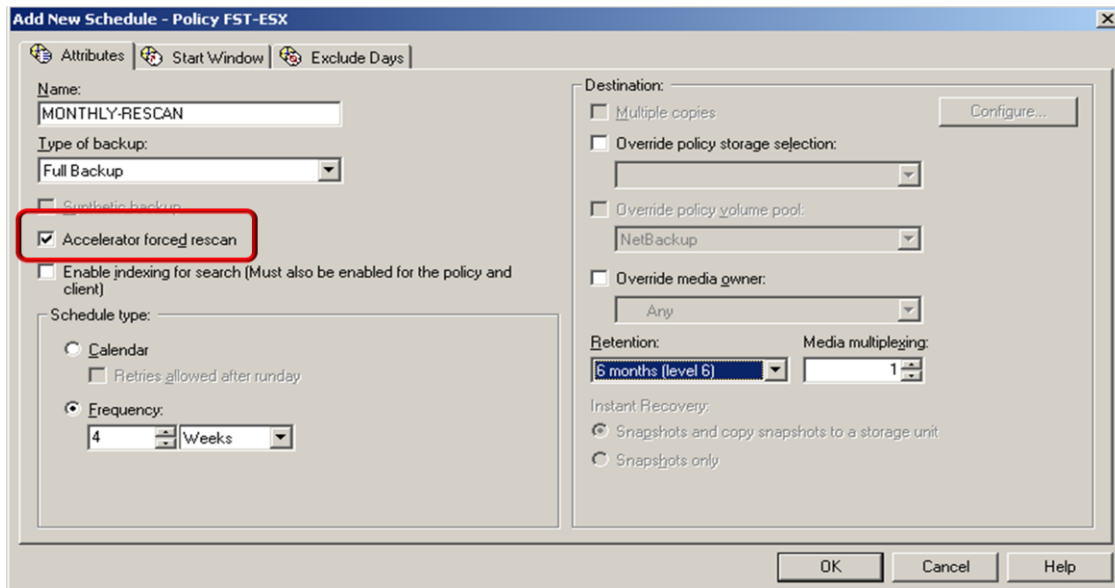 Add New Schedule - Policy FST-ESX
Attributes
Start Window
Exclude Days
Name:
MONTHLY-RESCAN
Type of backup:
Full Backup
Synthetic backup
Accelerator forced rescan
Enable indexing for search (Must also be enabled for the policy and
client)
Schedule type:
Calendar
Retries allowed after runday
Frequency:
4 Weeks
Destination:
Multiple copies
Configure...
Override policy storage selection:
Override policy volume pool:
NetBackup
Override media owner:
Any
Retention:
Media multiplexing:
6 months (level 6)
1
Instant Recovery:
Snapshots and copy snapshots to a storage unit
Snapshots only
OK
Cancel
Help